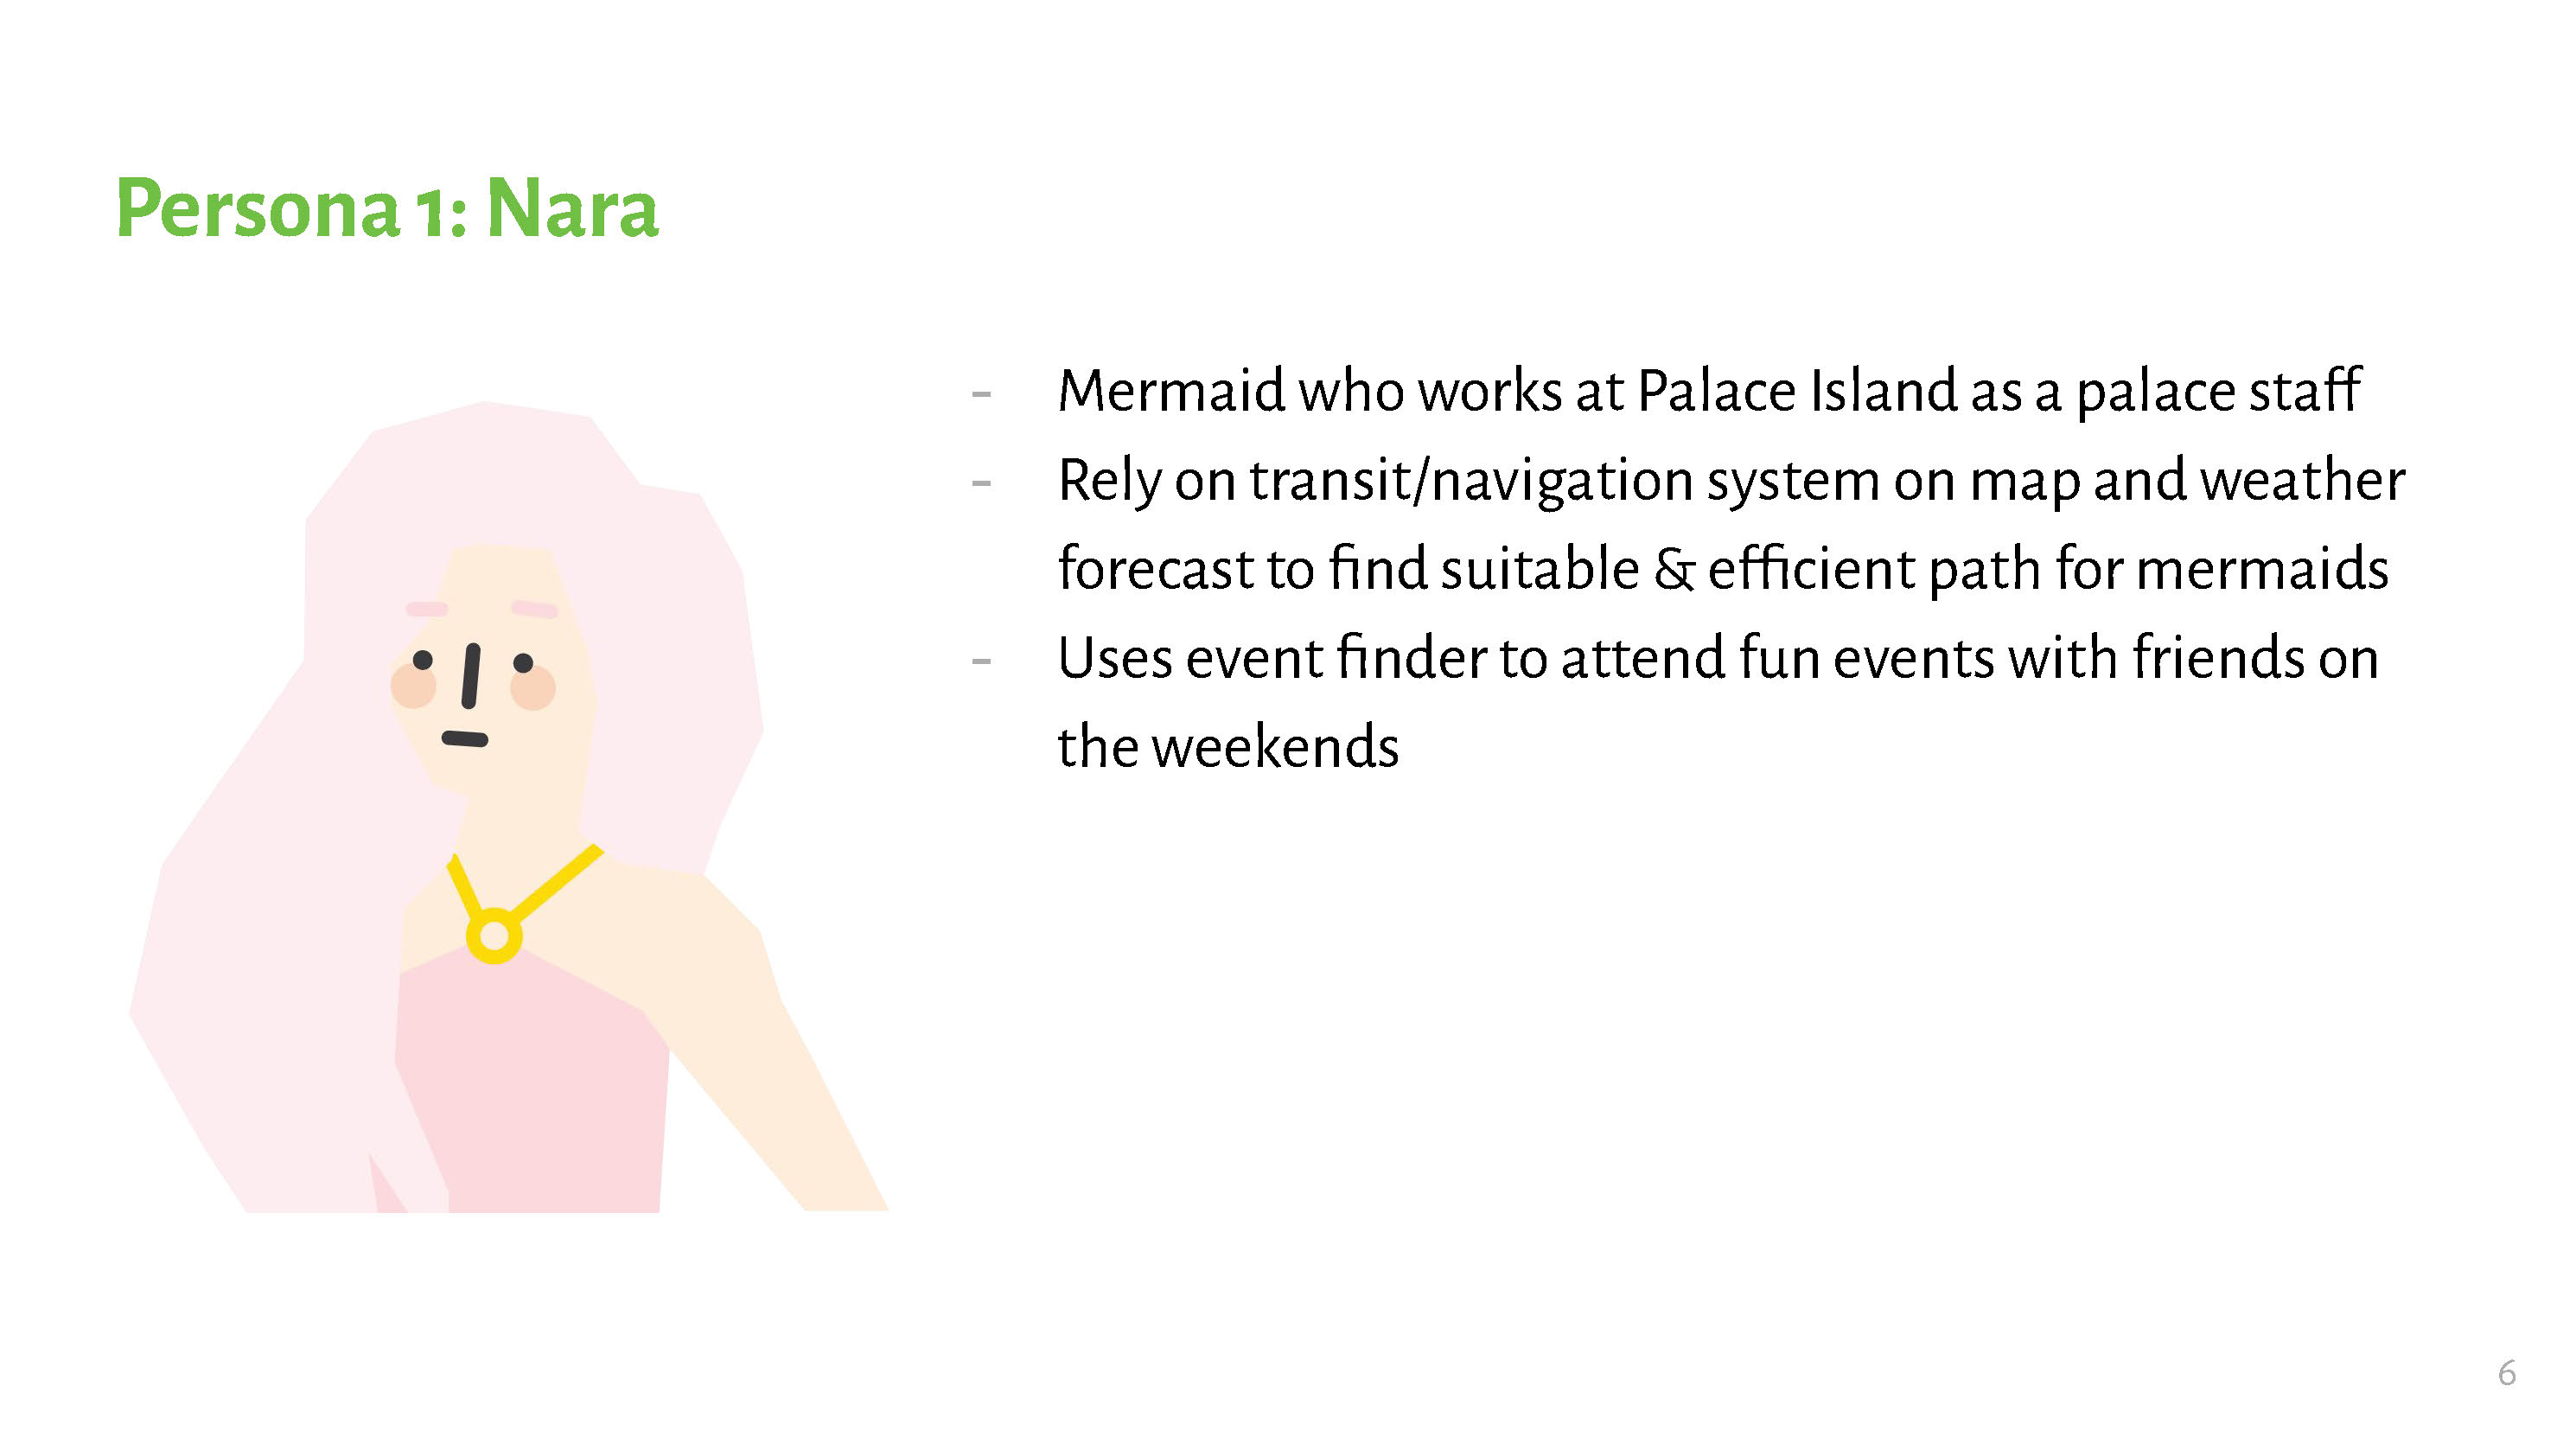 Persona 1: Nara
- Mermaid who works at Palace Island as a palace staff
- Rely on transit/navigation system on map and weather
forecast to find suitable & efficient path for mermaids
- Uses event finder to attend fun events with friends on
the weekends
6